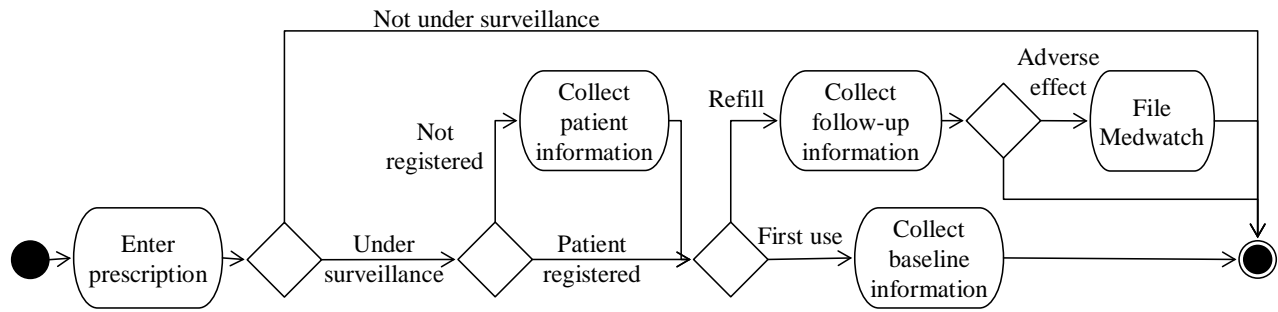 Not under surveillance
Enter
prescription
Under
surveillance
Not
registered
Collect
patient
information
Patient
registered
Refill
Collect
follow-up
information
Adverse
effect
File
Medwatch
First use
Collect
baseline
information